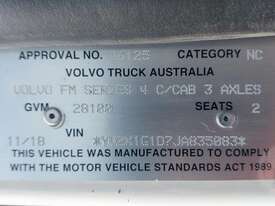 APPROVAL NO. CATEGORY NC
VOLVO TRUCK AUSTRALIA
VOLVO FM SERIES 4 C/CAB 3 AXLES
GVM 28100 SEATS 2
VIN
11/18
THIS VEHICLE WAS MANUFACTURED TO COMPLY
WITH THE MOTOR VEHICLE STANDARDS ACT 1989